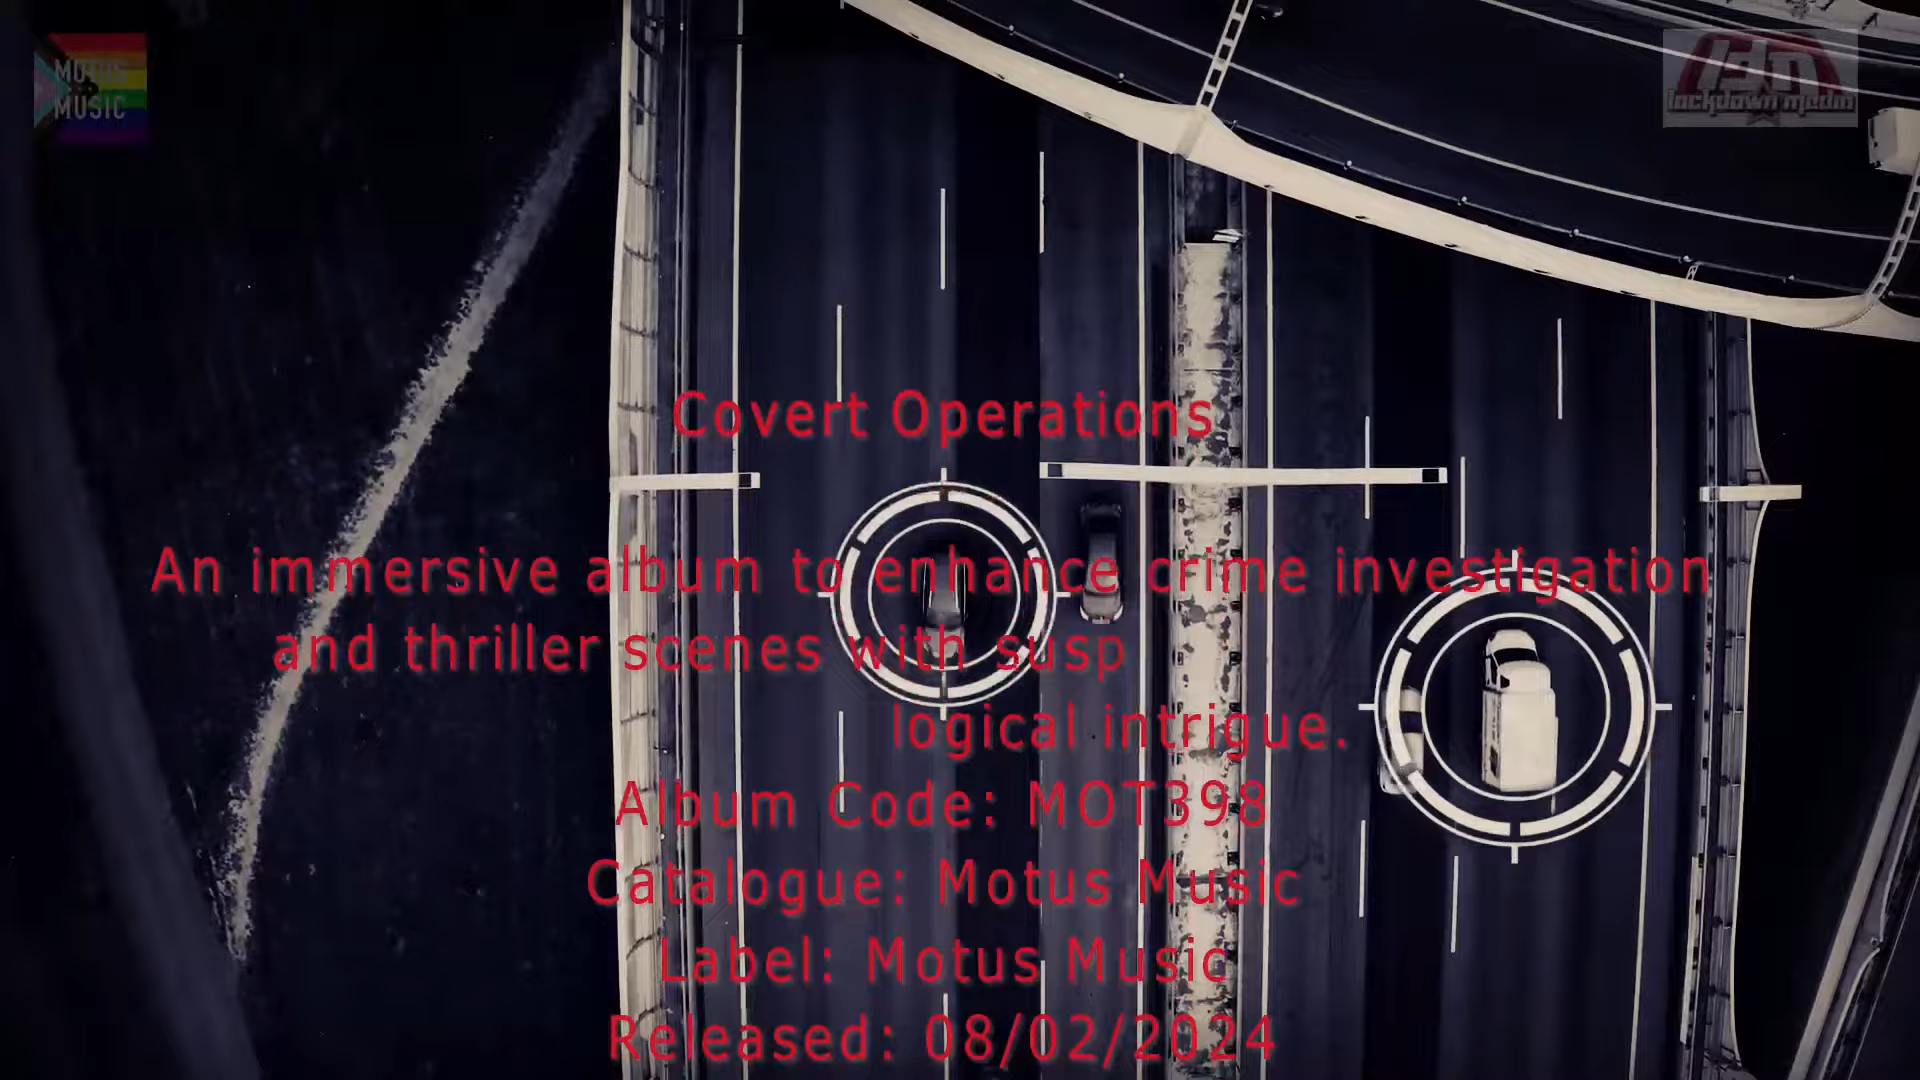 MOTUS
MUSIC
ldn
lockdown media
Covert Operations
An immersive album to enhance crime investigation
and thriller scenes with susp
logical intrigue.
Album Code: MOT398
Catalogue: Motus Music
Label: Motus Music
Released: 08/02/2024